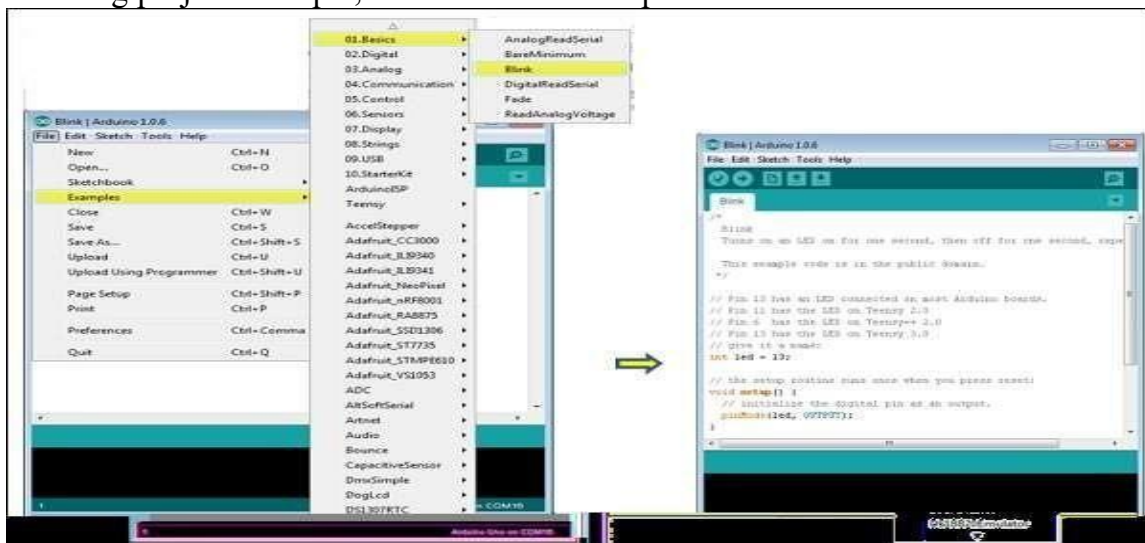 01.Basics
02.Digital
03.Analog
04.Communication
05.Control
06.Sensors
07.Display
08.Strings
09.USB
10.StarterKit
ArduinoISP
Teensy
AccelStepper
Adafruit_CC3000
Adafruit_ILI9340
Adafruit_ILI9341
Adafruit_NeoPixel
Adafruit_nRF8001
Adafruit_RA8875
Adafruit_SSD1306
Adafruit_ST7735
Adafruit_STMPE610
Adafruit_VS1053
ADC
AltSoftSerial
Artnet
Audio
Bounce
CapacitiveSensor
DmxSimple
DogLcd
DS1307RTC
AnalogReadSerial
BareMinimum
Blink
DigitalReadSerial
Fade
ReadAnalogVoltage
Blink | Arduino 1.0.6
File Edit Sketch Tools Help
New Ctrl+N
Open... Ctrl+O
Sketchbook
Examples
Close Ctrl+W
Save Ctrl+S
Save As... Ctrl+Shift+S
Upload Ctrl+U
Upload Using Programmer Ctrl+Shift+U
Page Setup Ctrl+Shift+P
Print Ctrl+P
Preferences Ctrl+Comma
Quit Ctrl+Q
1
COM16
Arduino Uno on COM16
Blink | Arduino 1.0.6
File Edit Sketch Tools Help
Blink
/*
Blink
Turns on an LED on for one second, then off for one second, repe
This example code is in the public domain.
*/
// Pin 13 has an LED connected on most Arduino boards.
// Pin 11 has the LED on Teensy 2.0
// Pin 6 has the LED on Teensy++ 2.0
// Pin 13 has the LED on Teensy 3.0
// give it a name:
int led = 13;
// the setup routine runs once when you press reset:
void setup() {
// initialize the digital pin as an output.
pinMode(led, OUTPUT);
}